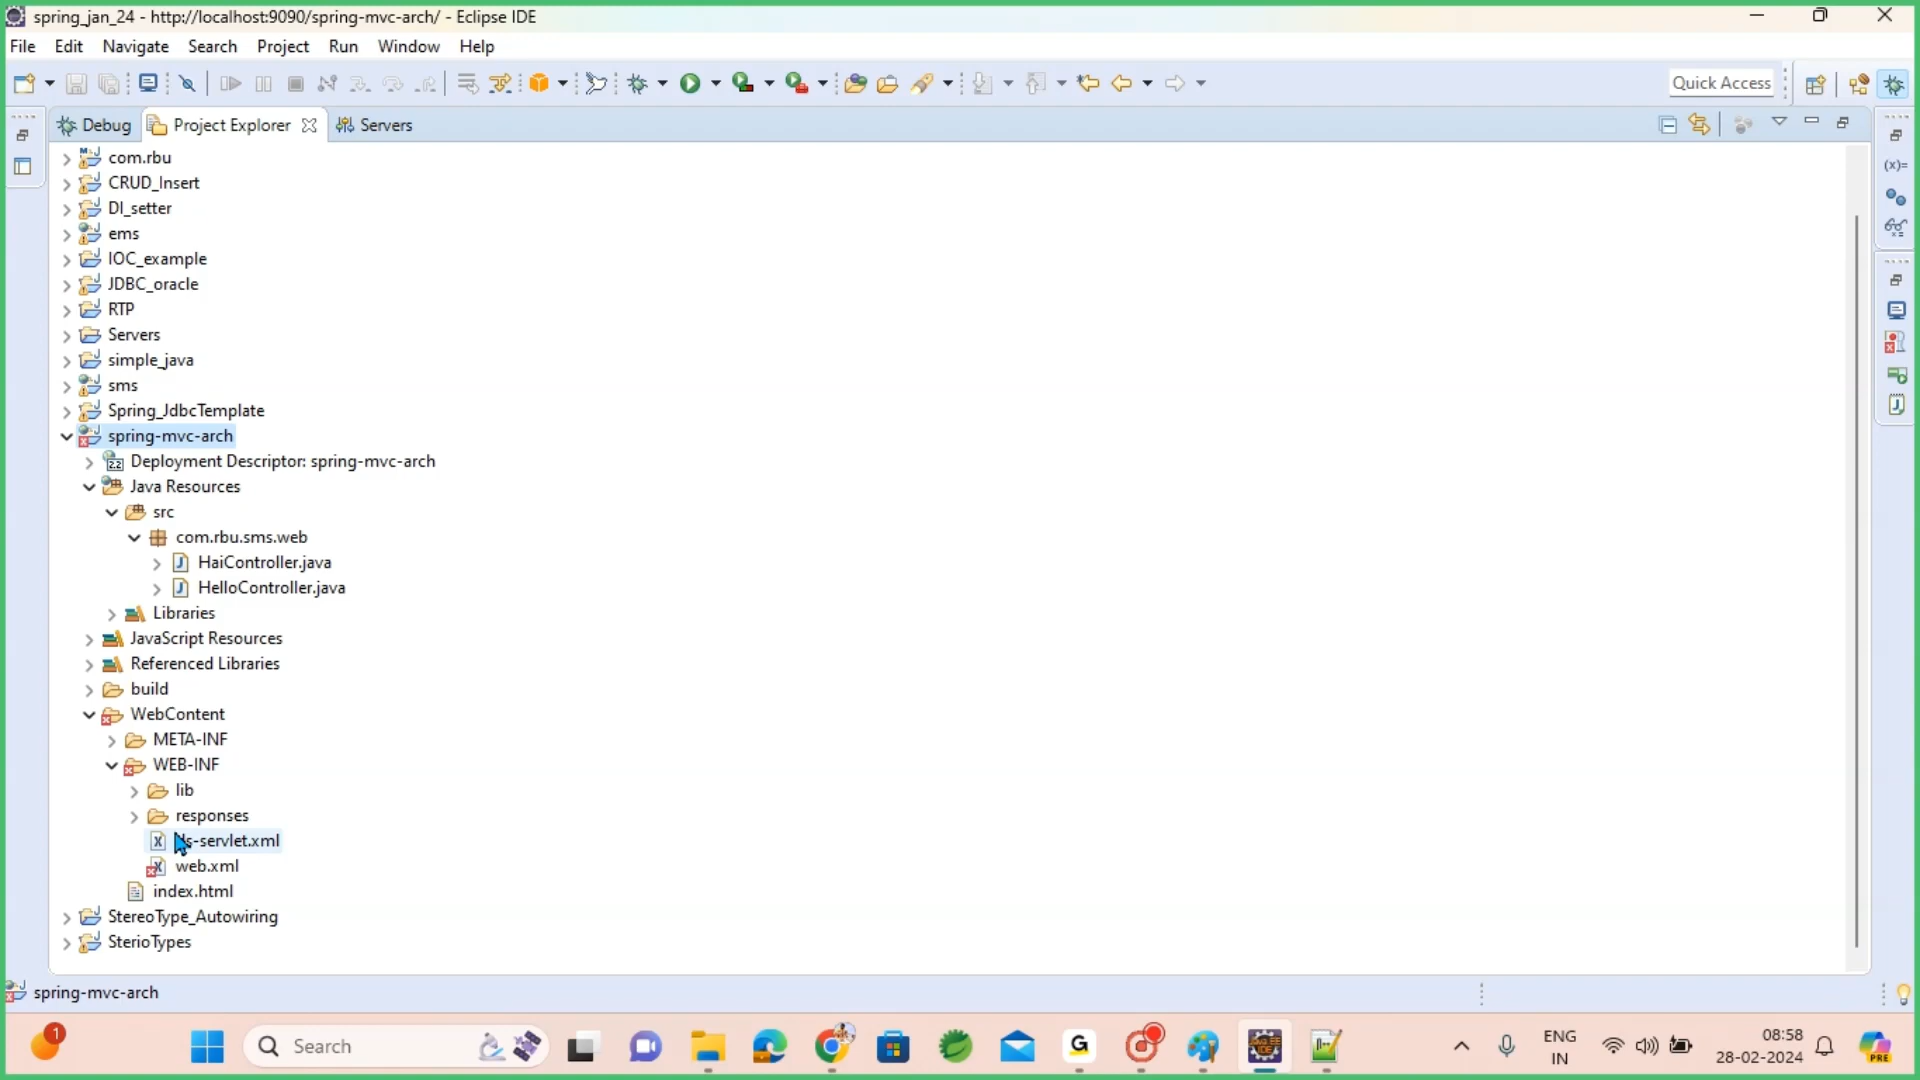 spring_jan_24 - http://localhost:9090/spring-mvc-arch/ - Eclipse IDE
File Edit Navigate Search Project Run Window Help
Quick Access
Debug Project Explorer Servers
com.rbu
CRUD_Insert
DI_setter
ems
IOC_example
JDBC_oracle
RTP
Servers
simple_java
sms
Spring_JdbcTemplate
spring-mvc-arch
Deployment Descriptor: spring-mvc-arch
Java Resources
src
com.rbu.sms.web
HaiController.java
HelloController.java
Libraries
JavaScript Resources
Referenced Libraries
build
WebContent
META-INF
WEB-INF
lib
responses
s-servlet.xml
web.xml
index.html
StereoType_Autowiring
SterioTypes
spring-mvc-arch
1 Search ENG 08:58
IN 28-02-2024 PRE